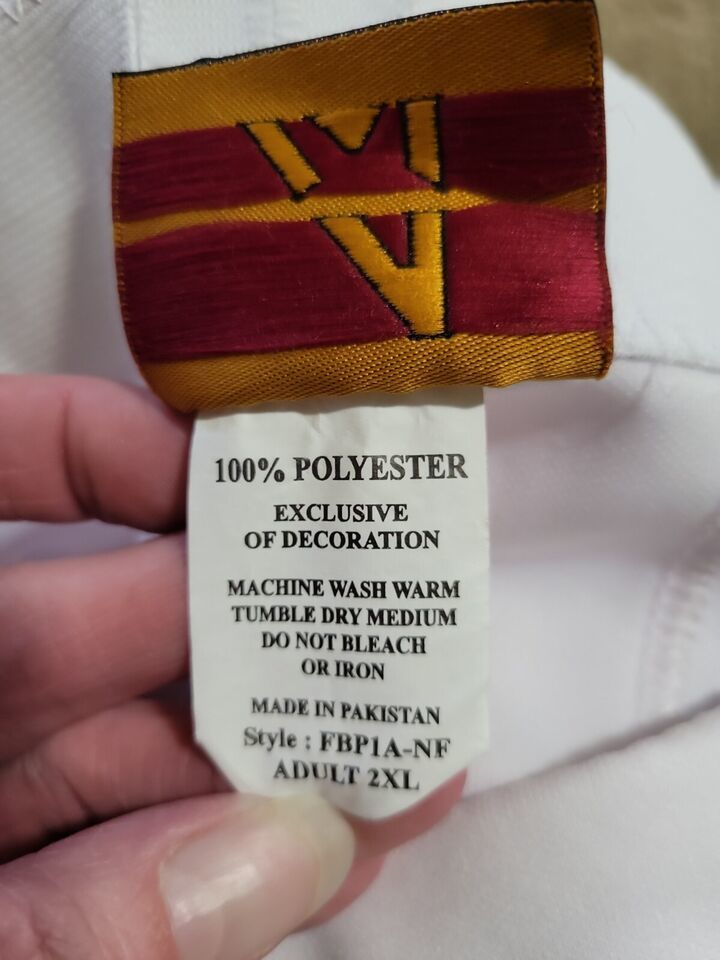 100% POLYESTER
EXCLUSIVE
OF DECORATION
MACHINE WASH WARM
TUMBLE DRY MEDIUM
DO NOT BLEACH
OR IRON
MADE IN PAKISTAN
Style : FBP1A-NF
ADULT 2XL